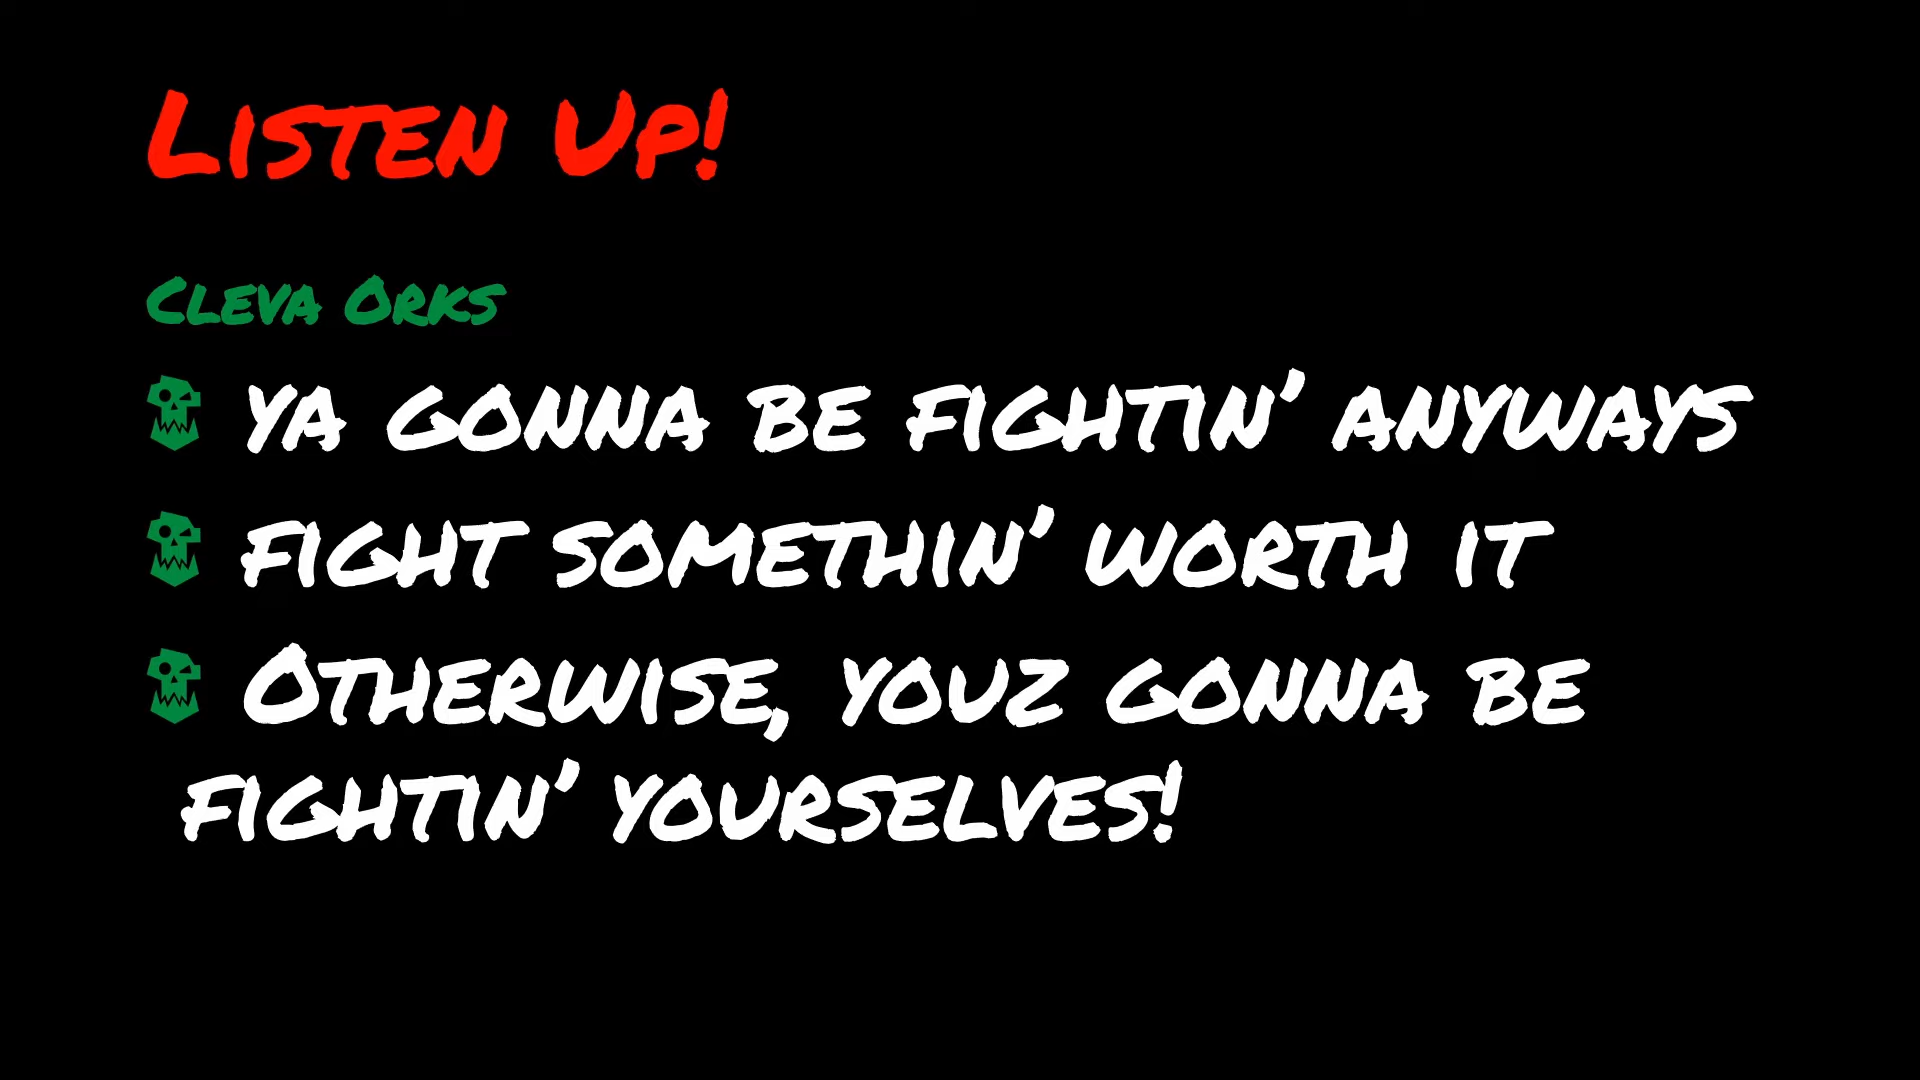 Listen Up!
Cleva Orks
ya gonna be fightin’ anyways
fight somethin’ worth it
Otherwise, youz gonna be
fightin’ yourselves!